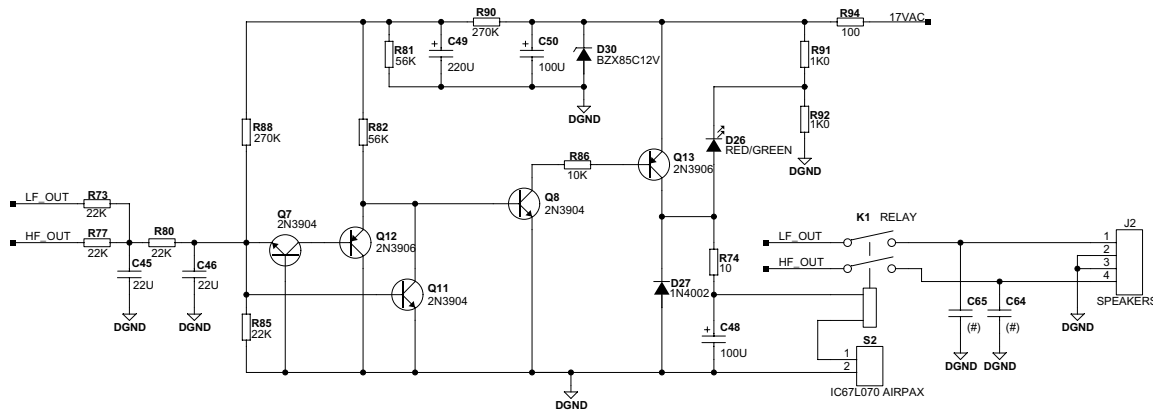 R90
270K
R94
100
17VAC
R81
56K
C49
220U
C50
100U
D30
BZX85C12V
DGND
R91
1K0
R92
1K0
DGND
R88
270K
R82
56K
D26
RED/GREEN
R86
10K
Q13
2N3906
Q8
2N3904
LF_OUT
R73
22K
HF_OUT
R77
22K
R80
22K
Q7
2N3904
Q12
2N3906
C45
22U
C46
22U
DGND
DGND
Q11
2N3904
R85
22K
R74
10
D27
1N4002
C48
100U
K1 RELAY
LF_OUT
HF_OUT
J2
1
2
3
4
SPEAKERS
C65
(#)
C64
(#)
DGND
DGND
DGND
S2
1
2
IC67L070 AIRPAX
DGND